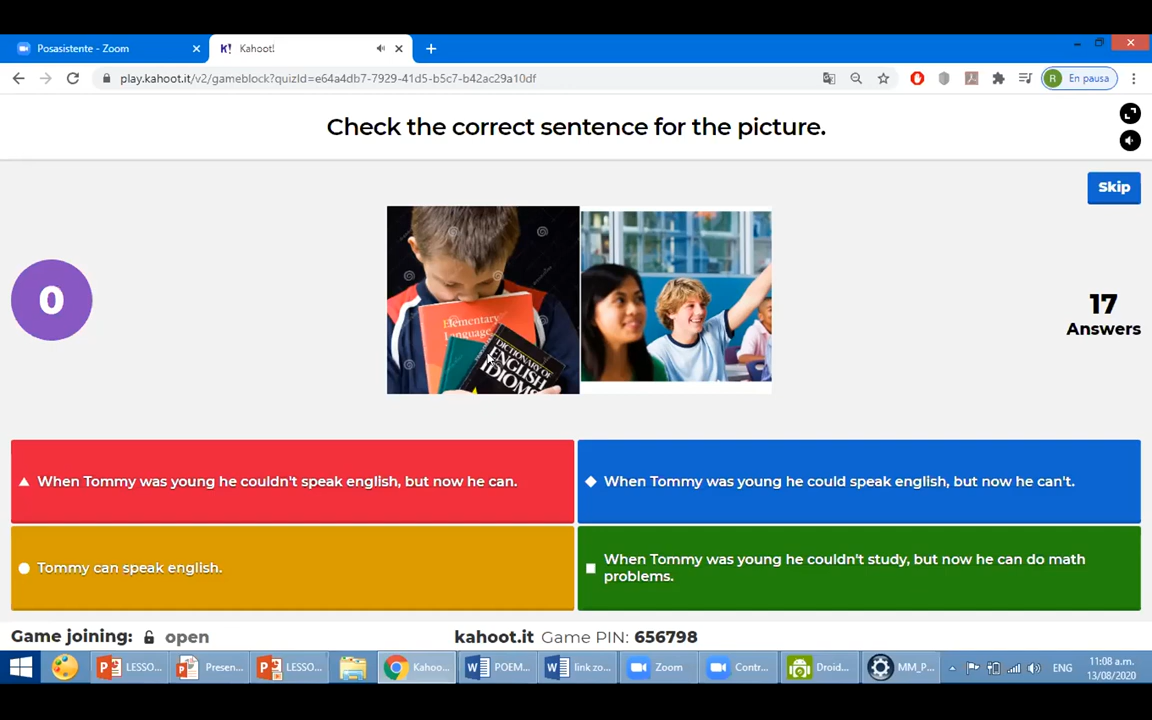 Posasistente - Zoom
K! Kahoot!
play.kahoot.it/v2/gameblock?quizId=e64a4db7-7929-41d5-b5c7-b42ac29a10df
R En pausa
Check the correct sentence for the picture.
Skip
0
17
Answers
Elementary
Language
DICTIONARY OF
ENGLISH
IDIOMS
When Tommy was young he couldn't speak english, but now he can.
When Tommy was young he could speak english, but now he can't.
Tommy can speak english.
When Tommy was young he couldn't study, but now he can do math
problems.
Game joining: open
kahoot.it Game PIN: 656798
LESSO...
Presen...
LESSO...
Kahoo...
POEM...
link zo...
Zoom
Contr...
Droid...
MM_P...
ENG
11:08 a.m.
13/08/2020